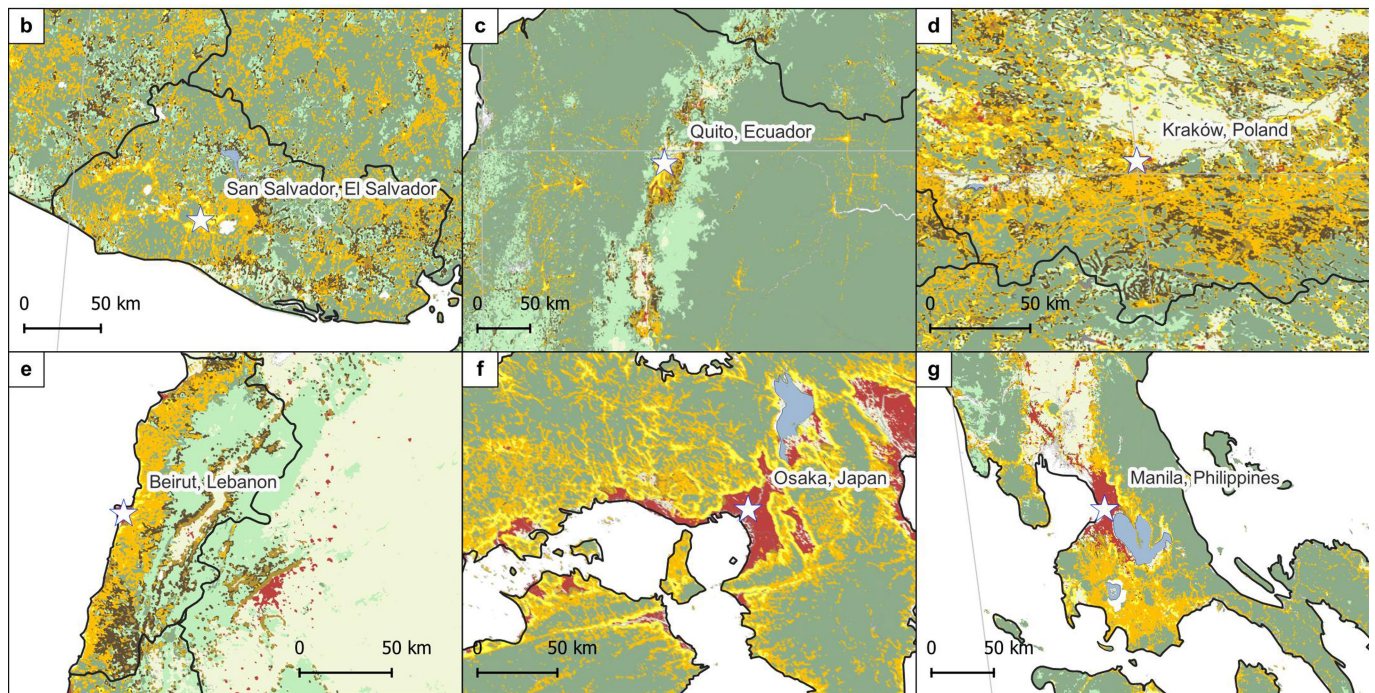 b
San Salvador, El Salvador
0 50 km
c
Quito, Ecuador
0 50 km
d
Kraków, Poland
0 50 km
e
Beirut, Lebanon
0 50 km
f
Osaka, Japan
0 50 km
g
Manila, Philippines
0 50 km